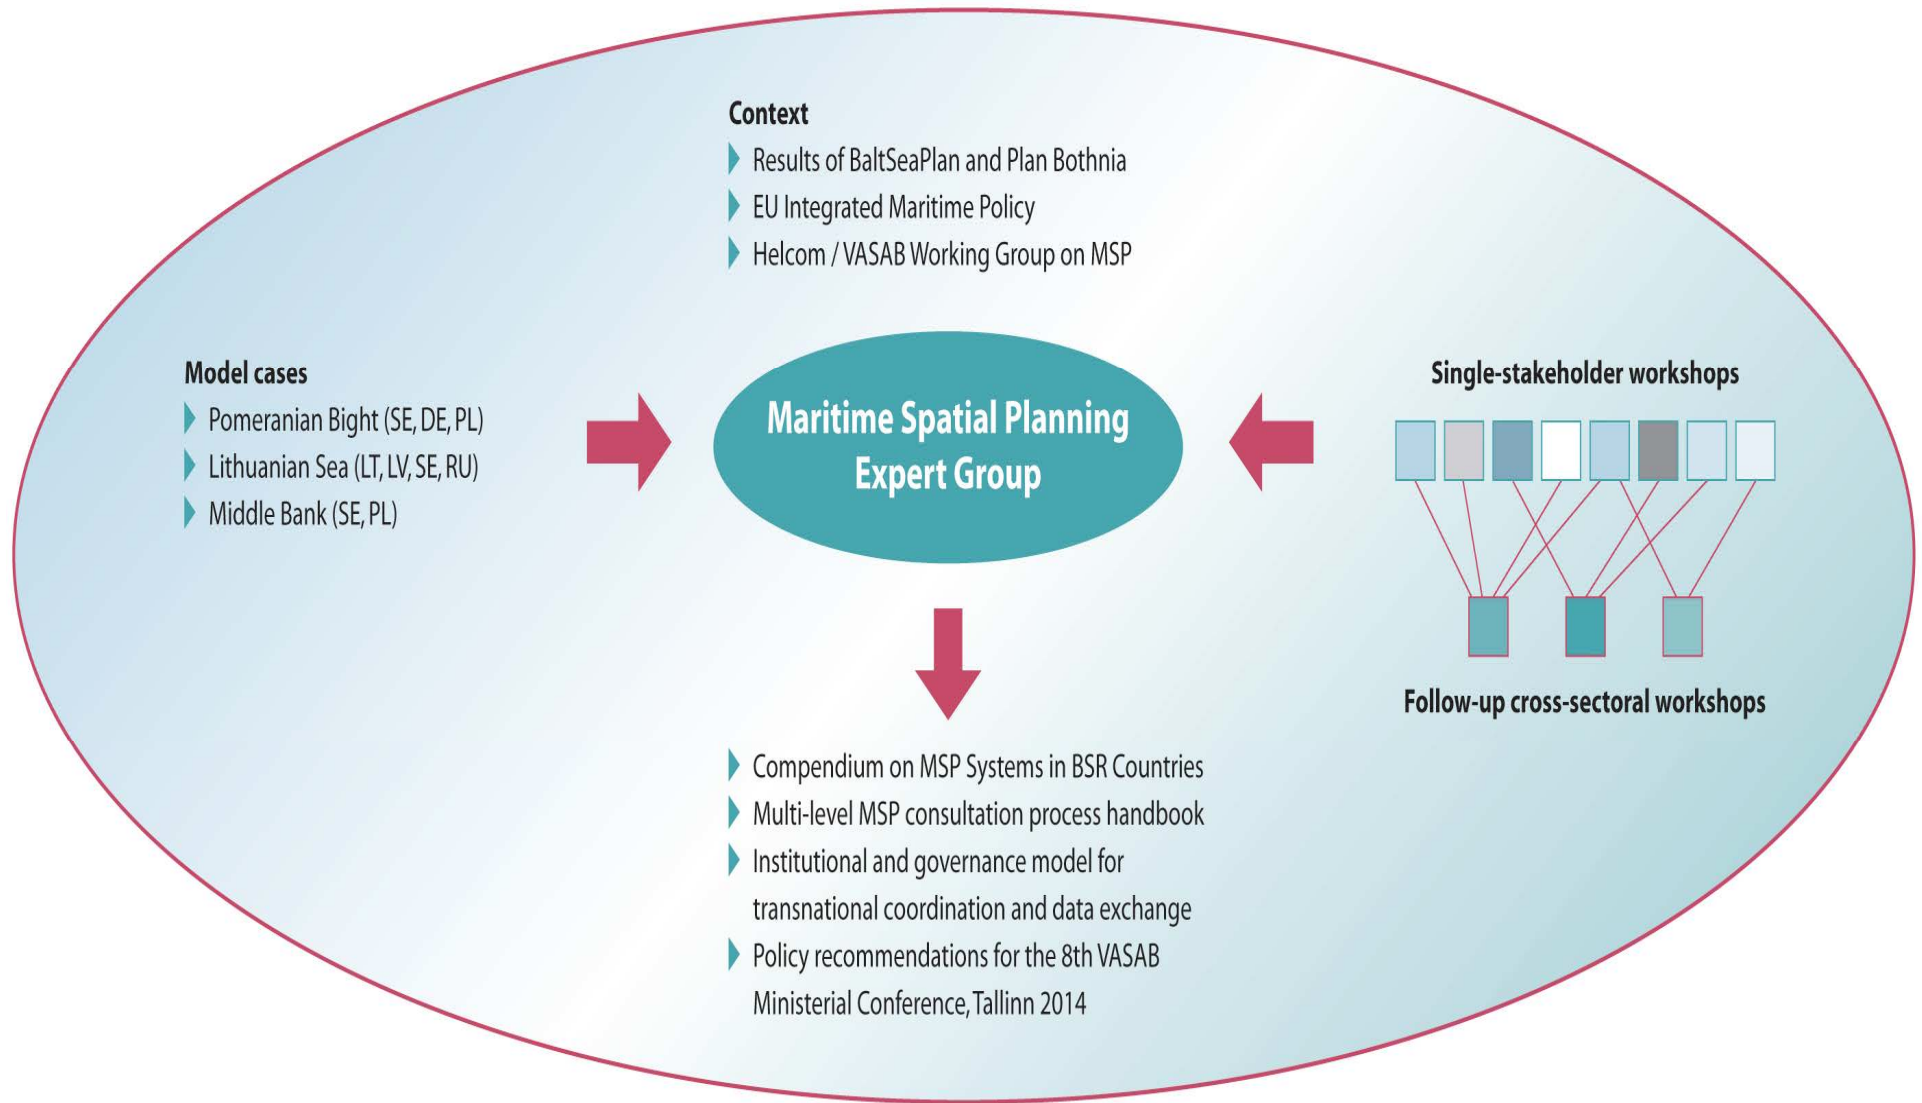 Context
Results of BaltSeaPlan and Plan Bothnia
EU Integrated Maritime Policy
Helcom / VASAB Working Group on MSP
Model cases
Pomeranian Bight (SE, DE, PL)
Lithuanian Sea (LT, LV, SE, RU)
Middle Bank (SE, PL)
Maritime Spatial Planning
Expert Group
Single-stakeholder workshops
Follow-up cross-sectoral workshops
Compendium on MSP Systems in BSR Countries
Multi-level MSP consultation process handbook
Institutional and governance model for
transnational coordination and data exchange
Policy recommendations for the 8th VASAB
Ministerial Conference, Tallinn 2014